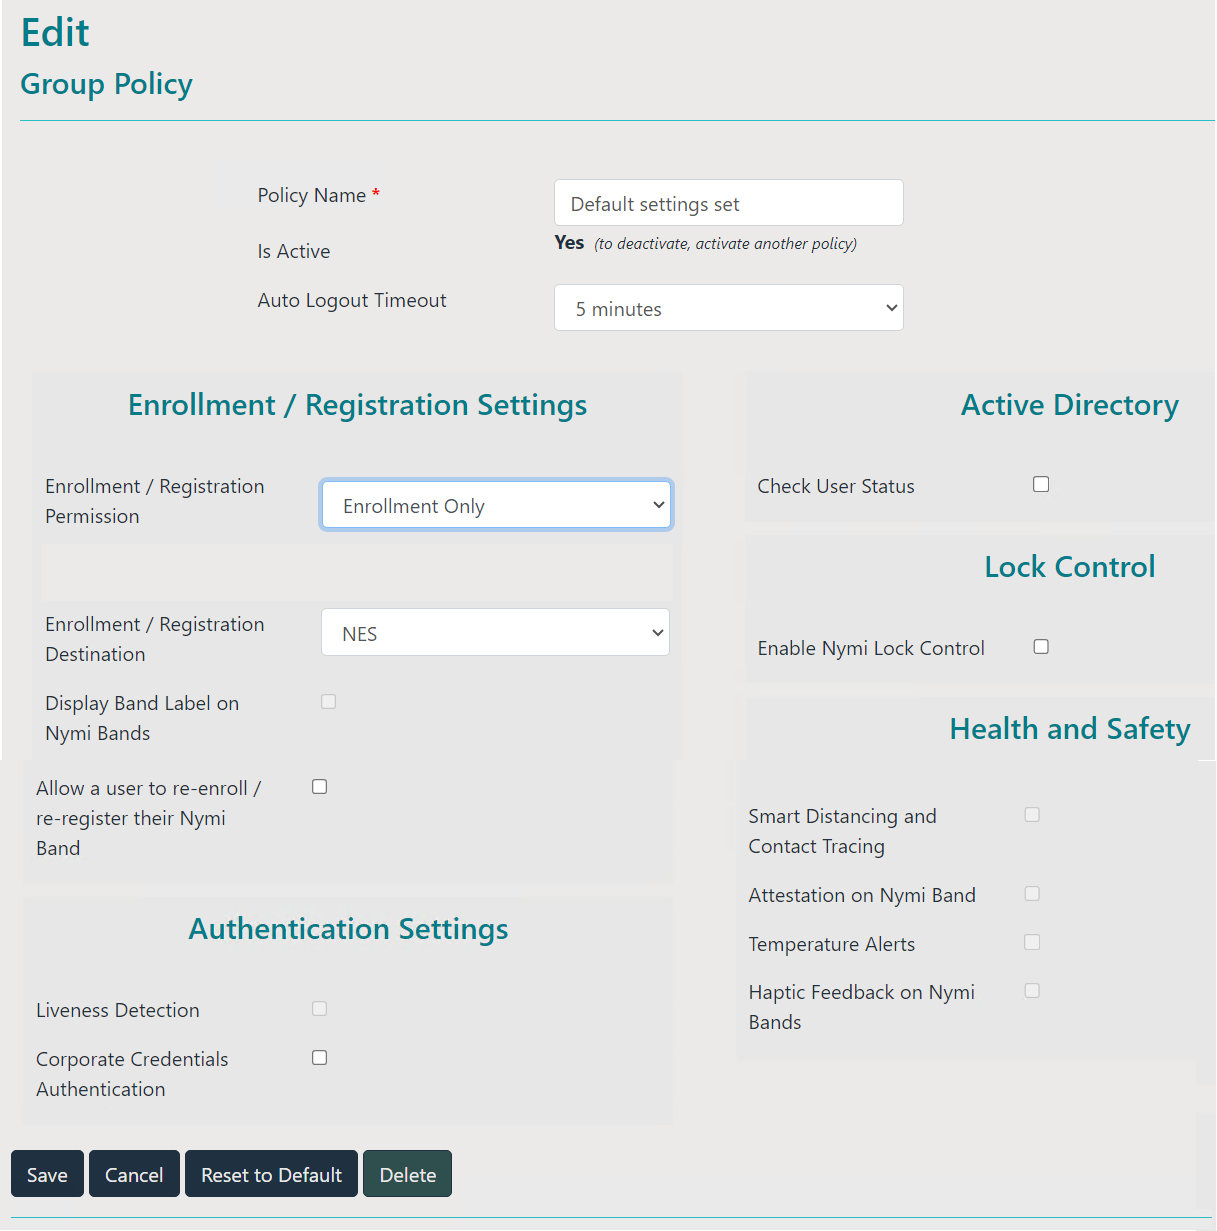 Edit
Group Policy
Policy Name *
Default settings set
Is Active
Yes (to deactivate, activate another policy)
Auto Logout Timeout
5 minutes
Enrollment / Registration Settings
Enrollment / Registration
Permission
Enrollment Only
Enrollment / Registration
Destination
NES
Display Band Label on
Nymi Bands
Allow a user to re-enroll /
re-register their Nymi
Band
Authentication Settings
Liveness Detection
Corporate Credentials
Authentication
Active Directory
Check User Status
Lock Control
Enable Nymi Lock Control
Health and Safety
Smart Distancing and
Contact Tracing
Attestation on Nymi Band
Temperature Alerts
Haptic Feedback on Nymi
Bands
Save
Cancel
Reset to Default
Delete